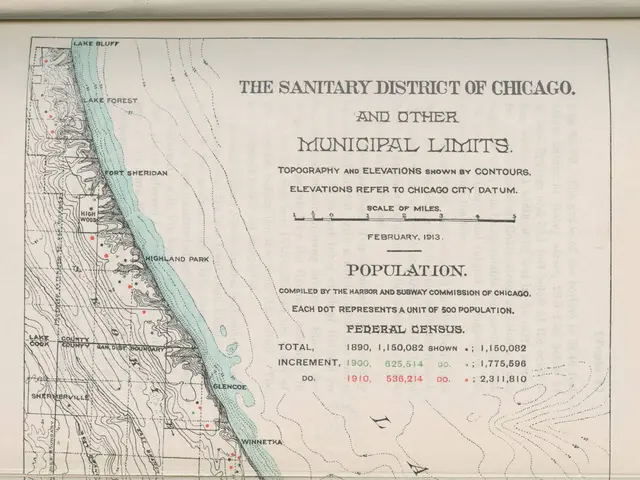 LAKE BLUFF
THE SANITARY DISTRICT OF CHICAGO.
AND OTHER
MUNICIPAL LIMITS.
TOPOGRAPHY AND ELEVATIONS SHOWN BY CONTOURS.
ELEVATIONS REFER TO CHICAGO CITY DATUM.
SCALE OF MILES.
FEBRUARY, 1913.
POPULATION.
COMPILED BY THE HARBOR AND SUBWAY COMMISSION OF CHICAGO.
EACH DOT REPRESENTS A UNIT OF 500 POPULATION.
FEDERAL CENSUS.
TOTAL, 1890, 1,150,082 SHOWN • ; 1,150,082
INCREMENT, 1900, 625,514 DO. • ; 1,775,596
DO. 1910, 536,214 DO. • ; 2,311,810
LAKE FOREST
FORT SHERIDAN
HIGH
WOOD
HIGHLAND PARK
LAKE COUNTY
COOK COUNTY
SAN. DIST. BOUNDARY
GLENCOE
SHERMERVILLE
WINNETKA
L A